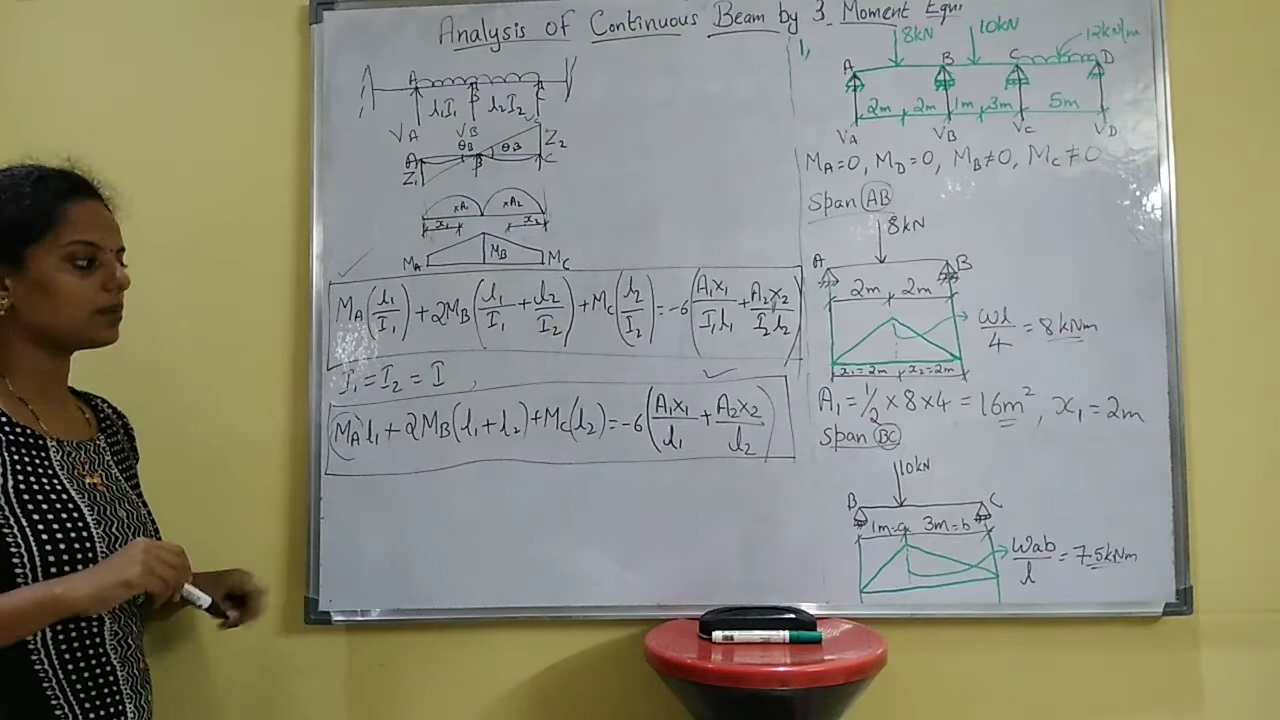 Analysis of Continuous Beam by 3 Moment Equ:
A
l1I1 l2I2
VA VB
θB θB Z2
A B C
Z1
xA1 xA2
x1 x2
MA MB MC
MA(l1/I1)+2MB(l1/I1+l2/I2)+MC(l2/I2)=-6(A1x1/I1l1+A2x2/I2l2)
I1=I2=I,
MAl1+2MB(l1+l2)+MC(l2)=-6(A1x1/l1+A2x2/l2)
1,
8kN 10kN 12kN/m
A B C D
2m 2m 1m 3m 5m
VA VB VC VD
MA=0, MD=0, MB≠0, MC≠0
Span AB
8kN
A B
2m 2m
Wl/4 = 8kNm
x1=2m x2=2m
A1=1/2×8×4=16m², x1=2m
Span BC
10kN
B C
1m=a 3m=b
Wab/l = 7.5kNm